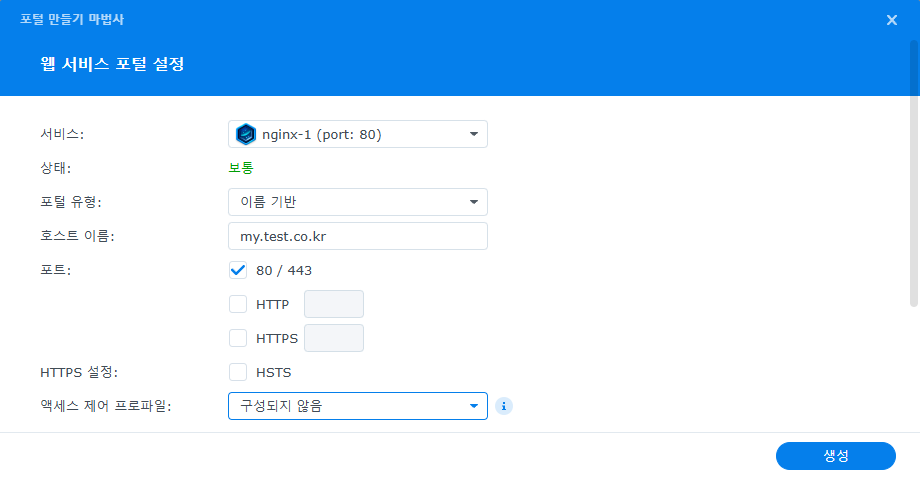 포털 만들기 마법사
웹 서비스 포털 설정
서비스: nginx-1 (port: 80)
상태: 보통
포털 유형: 이름 기반
호스트 이름: my.test.co.kr
포트: 80 / 443
HTTP
HTTPS
HTTPS 설정: HSTS
액세스 제어 프로파일: 구성되지 않음
생성